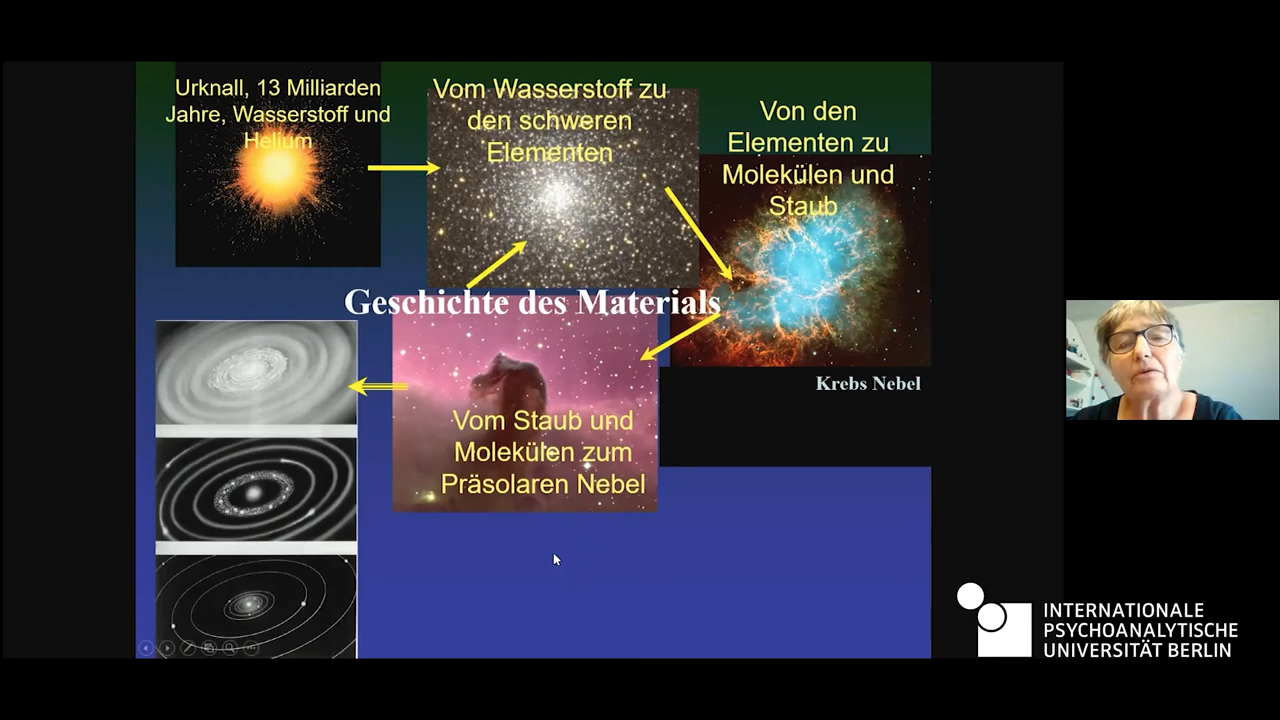 Urknall, 13 Milliarden
Jahre, Wasserstoff und
Helium
Vom Wasserstoff zu
den schweren
Elementen
Von den
Elementen zu
Molekülen und
Staub
Geschichte des Materials
Krebs Nebel
Vom Staub und
Molekülen zum
Präsolaren Nebel
INTERNATIONALE
PSYCHOANALYTISCHE
UNIVERSITÄT BERLIN